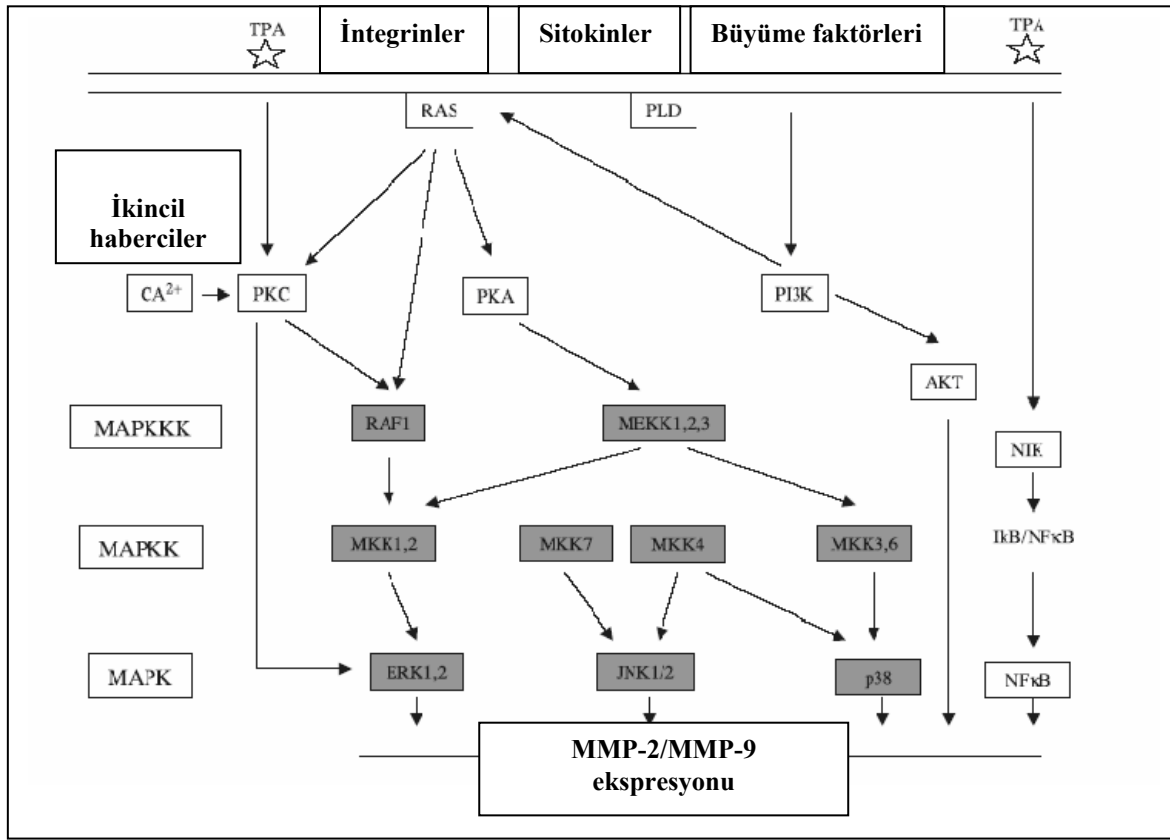 TPA
İntegrinler
Sitokinler
Büyüme faktörleri
TPA
RAS
PLD
İkincil
haberciler
CA²⁺
PKC
PKA
PI3K
AKT
MAPKKK
RAF1
MEKK1,2,3
NIK
MAPKK
MKK1,2
MKK7
MKK4
MKK3,6
IkB/NFκB
MAPK
ERK1,2
JNK1/2
p38
NFκB
MMP-2/MMP-9
ekspresyonu